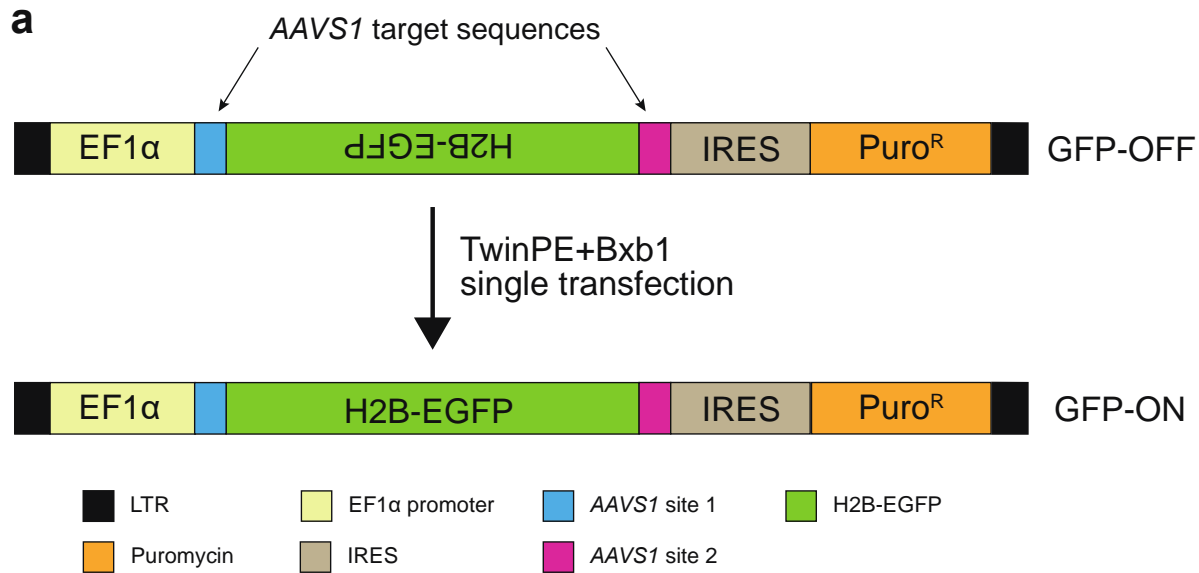 a
AAVS1 target sequences
EF1α H2B-EGFP IRES Puroᴿ GFP-OFF
TwinPE+Bxb1
single transfection
EF1α H2B-EGFP IRES Puroᴿ GFP-ON
LTR EF1α promoter AAVS1 site 1 H2B-EGFP
Puromycin IRES AAVS1 site 2